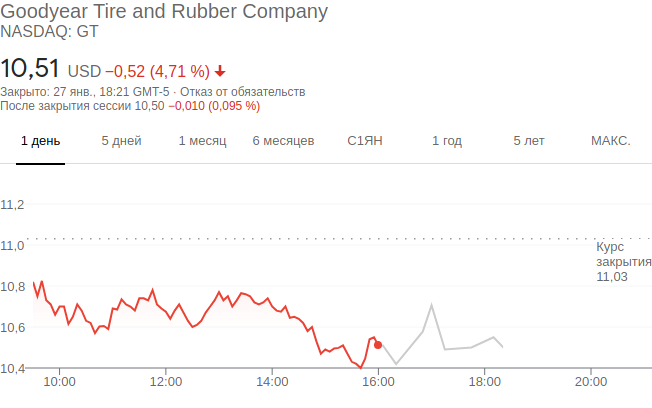 Goodyear Tire and Rubber Company
NASDAQ: GT
10,51 USD −0,52 (4,71 %)
Закрыто: 27 янв., 18:21 GMT-5 · Отказ от обязательств
После закрытия сессии 10,50 −0,010 (0,095 %)
1 день 5 дней 1 месяц 6 месяцев С1ЯН 1 год 5 лет МАКС.
11,2
11,0
Курс
закрытия
11,03
10,8
10,6
10,4
10:00 12:00 14:00 16:00 18:00 20:00